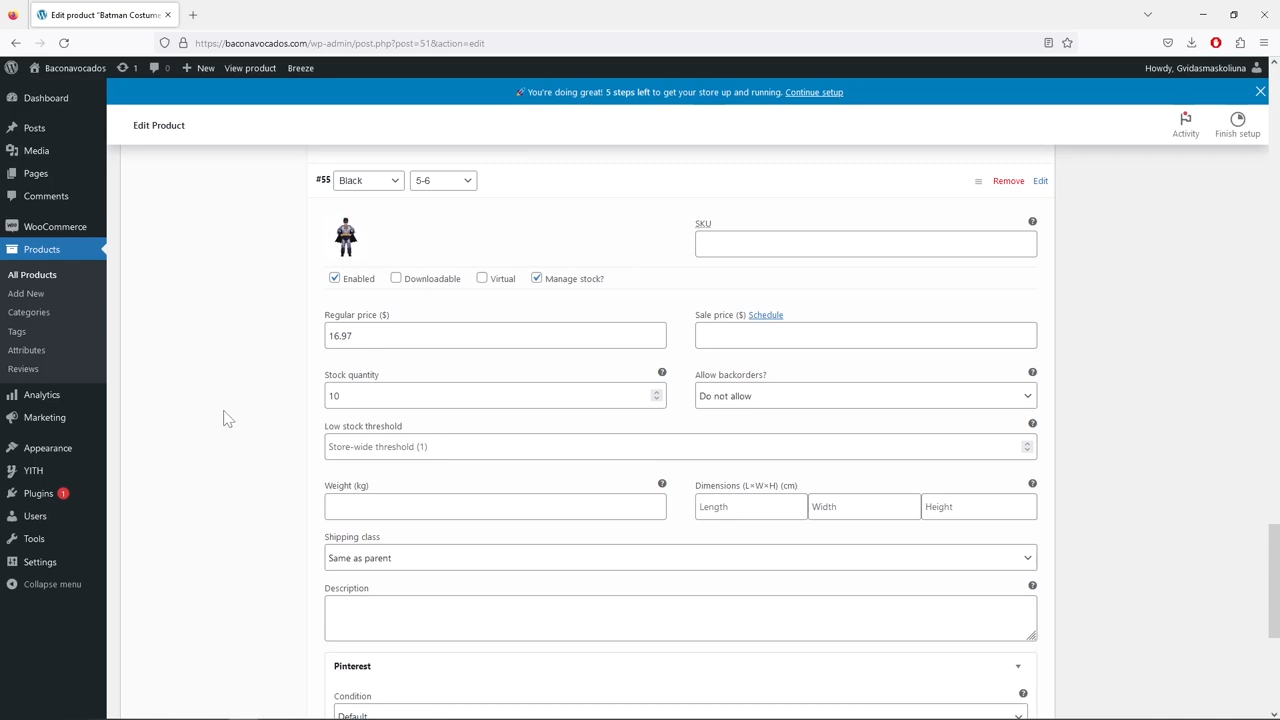 Edit product "Batman Costume
https://baconavocados.com/wp-admin/post.php?post=51&action=edit
Baconavocados 1 0 New View product Breeze Howdy, Gvidasmaskoliuna
🚀 You're doing great! 5 steps left to get your store up and running. Continue setup
Edit Product
Activity
Finish setup
Dashboard
Posts
Media
Pages
Comments
WooCommerce
Products
All Products
Add New
Categories
Tags
Attributes
Reviews
Analytics
Marketing
Appearance
YITH
Plugins 1
Users
Tools
Settings
Collapse menu
#55 Black 5-6 Remove Edit
SKU
Enabled Downloadable Virtual Manage stock?
Regular price ($) Sale price ($) Schedule
16.97
Stock quantity Allow backorders?
10 Do not allow
Low stock threshold
Store-wide threshold (1)
Weight (kg) Dimensions (L×W×H) (cm)
Length Width Height
Shipping class
Same as parent
Description
Pinterest
Condition
Default